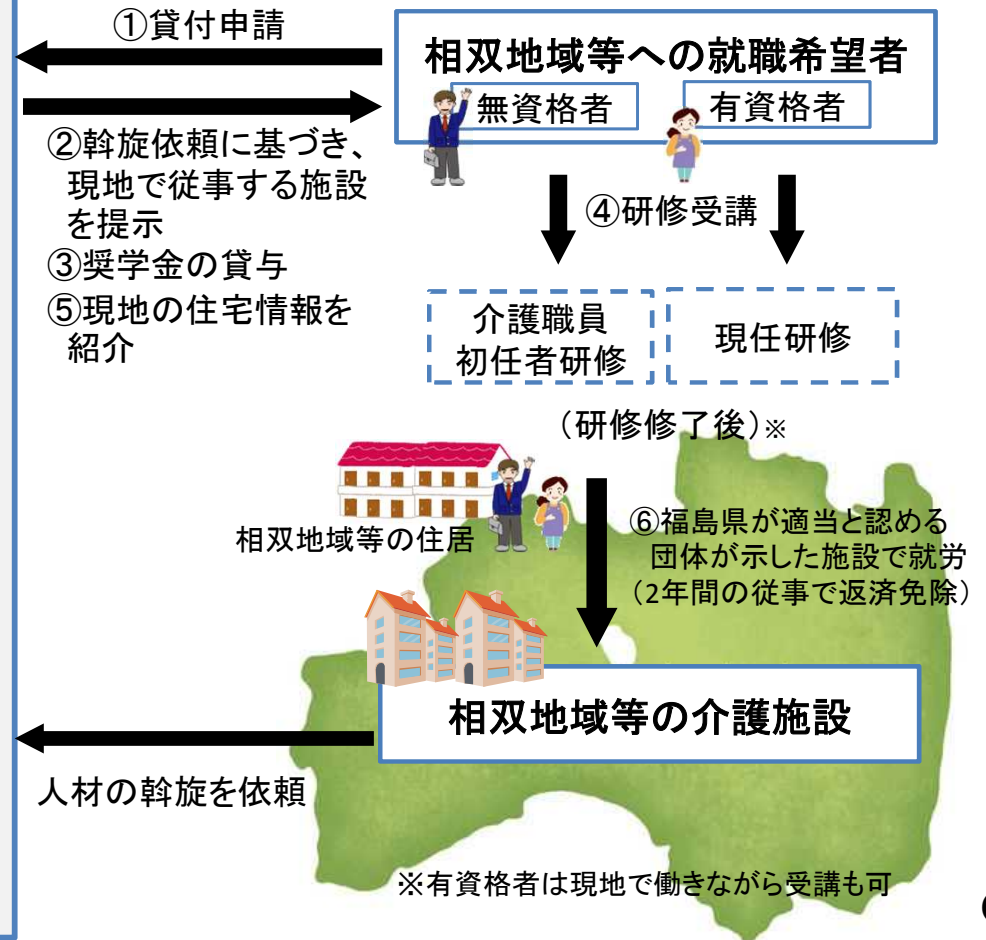 ①貸付申請
相双地域等への就職希望者
無資格者
有資格者
②斡旋依頼に基づき、
現地で従事する施設
を提示
③奨学金の貸与
⑤現地の住宅情報を
紹介
④研修受講
介護職員
初任者研修
現任研修
（研修修了後）※
相双地域等の住居
⑥福島県が適当と認める
団体が示した施設で就労
（2年間の従事で返済免除）
相双地域等の介護施設
人材の斡旋を依頼
※有資格者は現地で働きながら受講も可